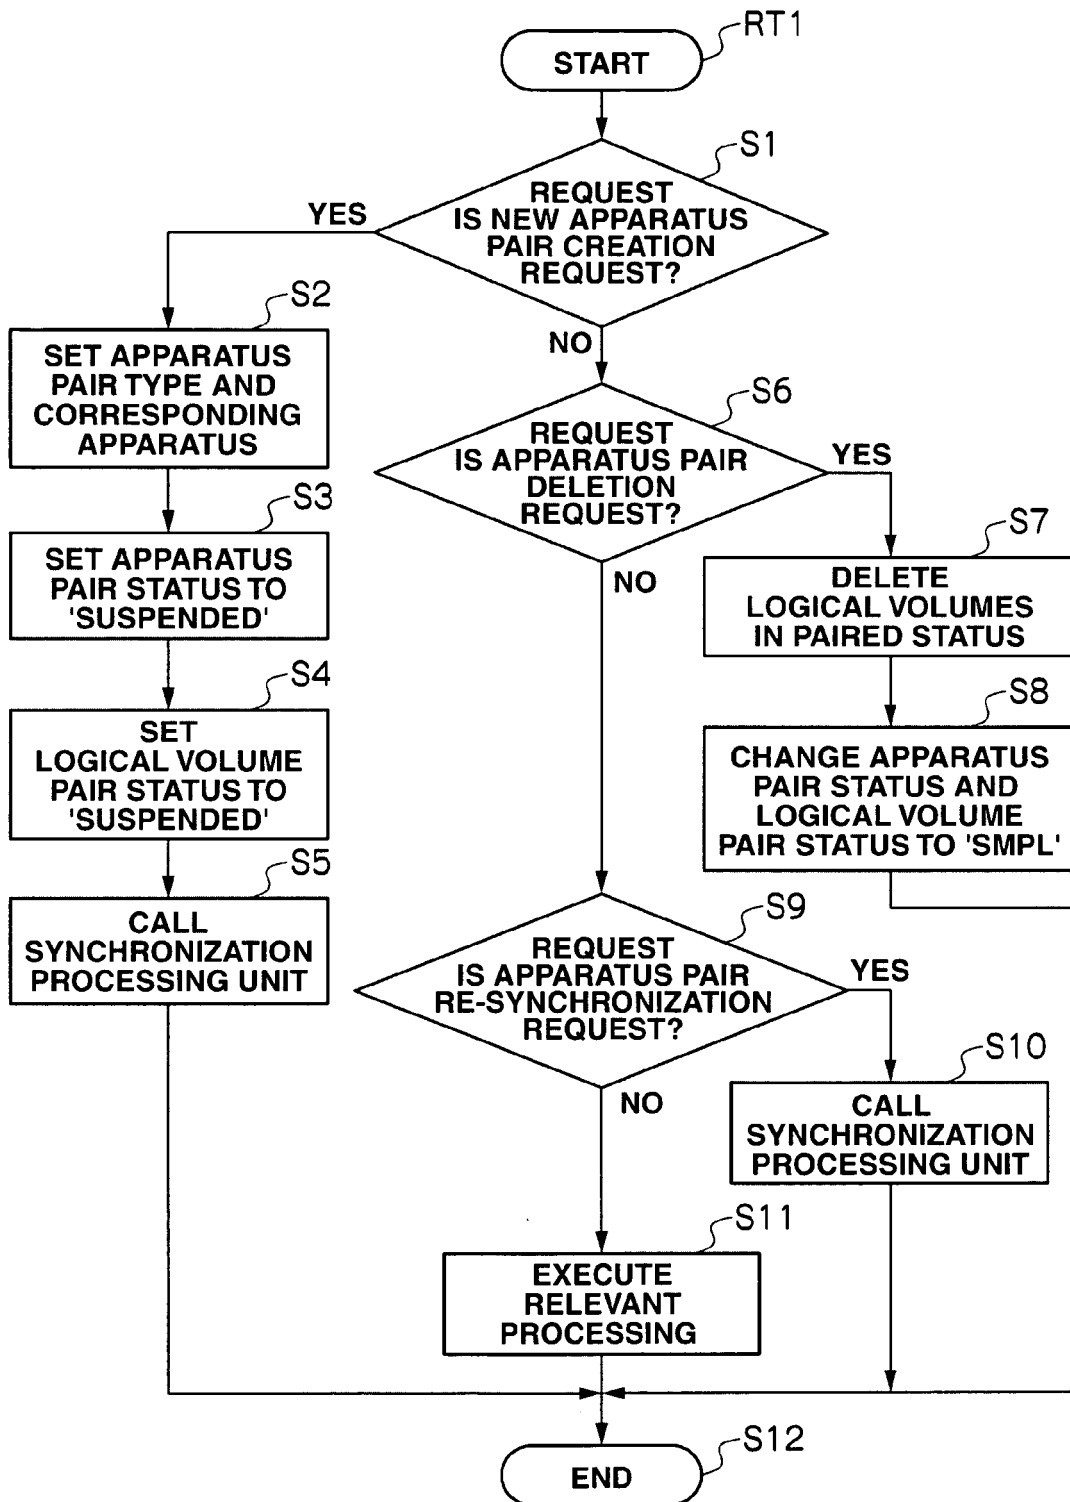 RT1
START
S1
REQUEST
IS NEW APPARATUS
PAIR CREATION
REQUEST?
YES
NO
S2
SET APPARATUS
PAIR TYPE AND
CORRESPONDING
APPARATUS
S3
SET APPARATUS
PAIR STATUS TO
'SUSPENDED'
S4
SET
LOGICAL VOLUME
PAIR STATUS TO
'SUSPENDED'
S5
CALL
SYNCHRONIZATION
PROCESSING UNIT
S6
REQUEST
IS APPARATUS PAIR
DELETION
REQUEST?
YES
NO
S7
DELETE
LOGICAL VOLUMES
IN PAIRED STATUS
S8
CHANGE APPARATUS
PAIR STATUS AND
LOGICAL VOLUME
PAIR STATUS TO 'SMPL'
S9
REQUEST
IS APPARATUS PAIR
RE-SYNCHRONIZATION
REQUEST?
YES
NO
S10
CALL
SYNCHRONIZATION
PROCESSING UNIT
S11
EXECUTE
RELEVANT
PROCESSING
S12
END